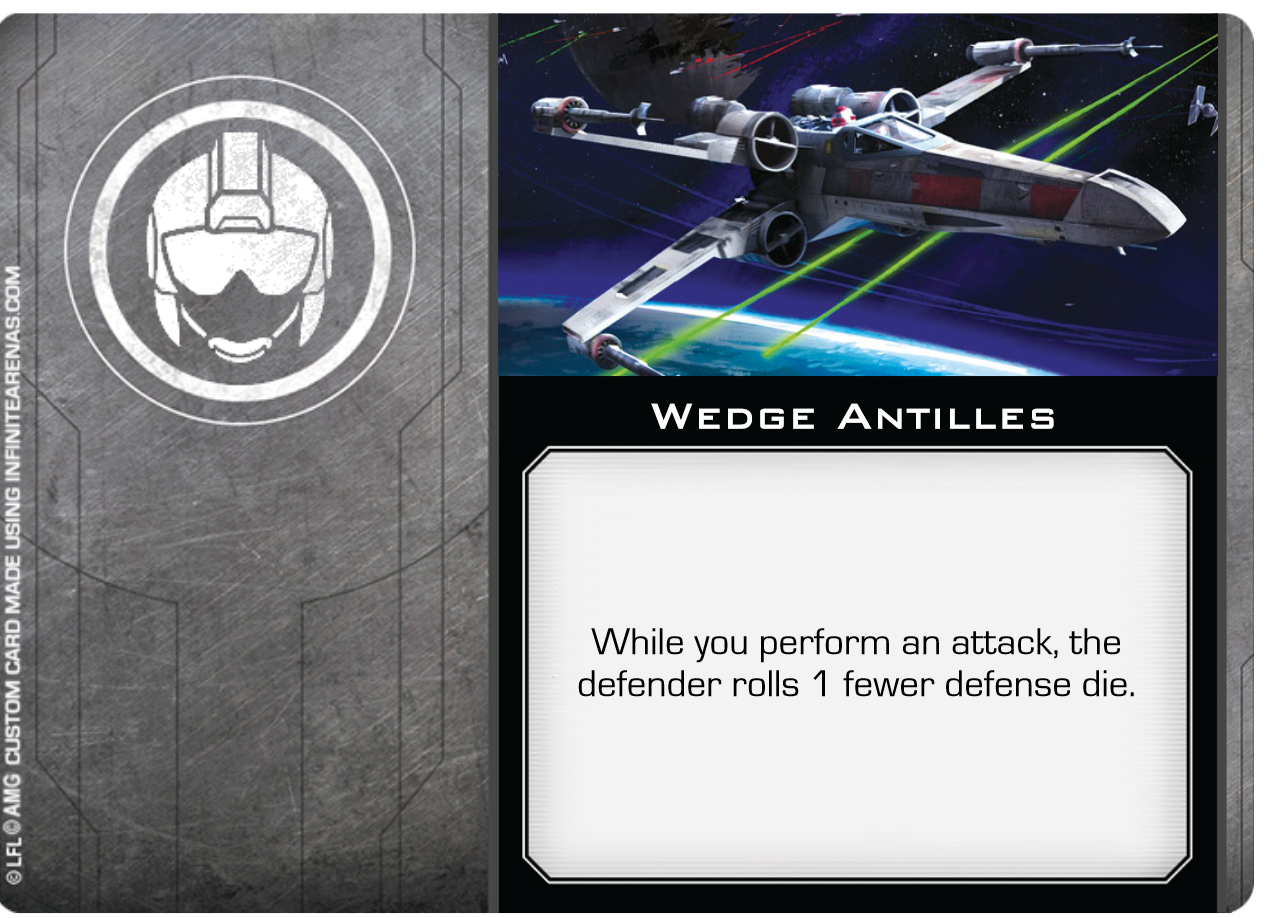 WEDGE ANTILLES
While you perform an attack, the
defender rolls 1 fewer defense die.
© LFL © AMG CUSTOM CARD MADE USING INFINITEARENAS.COM